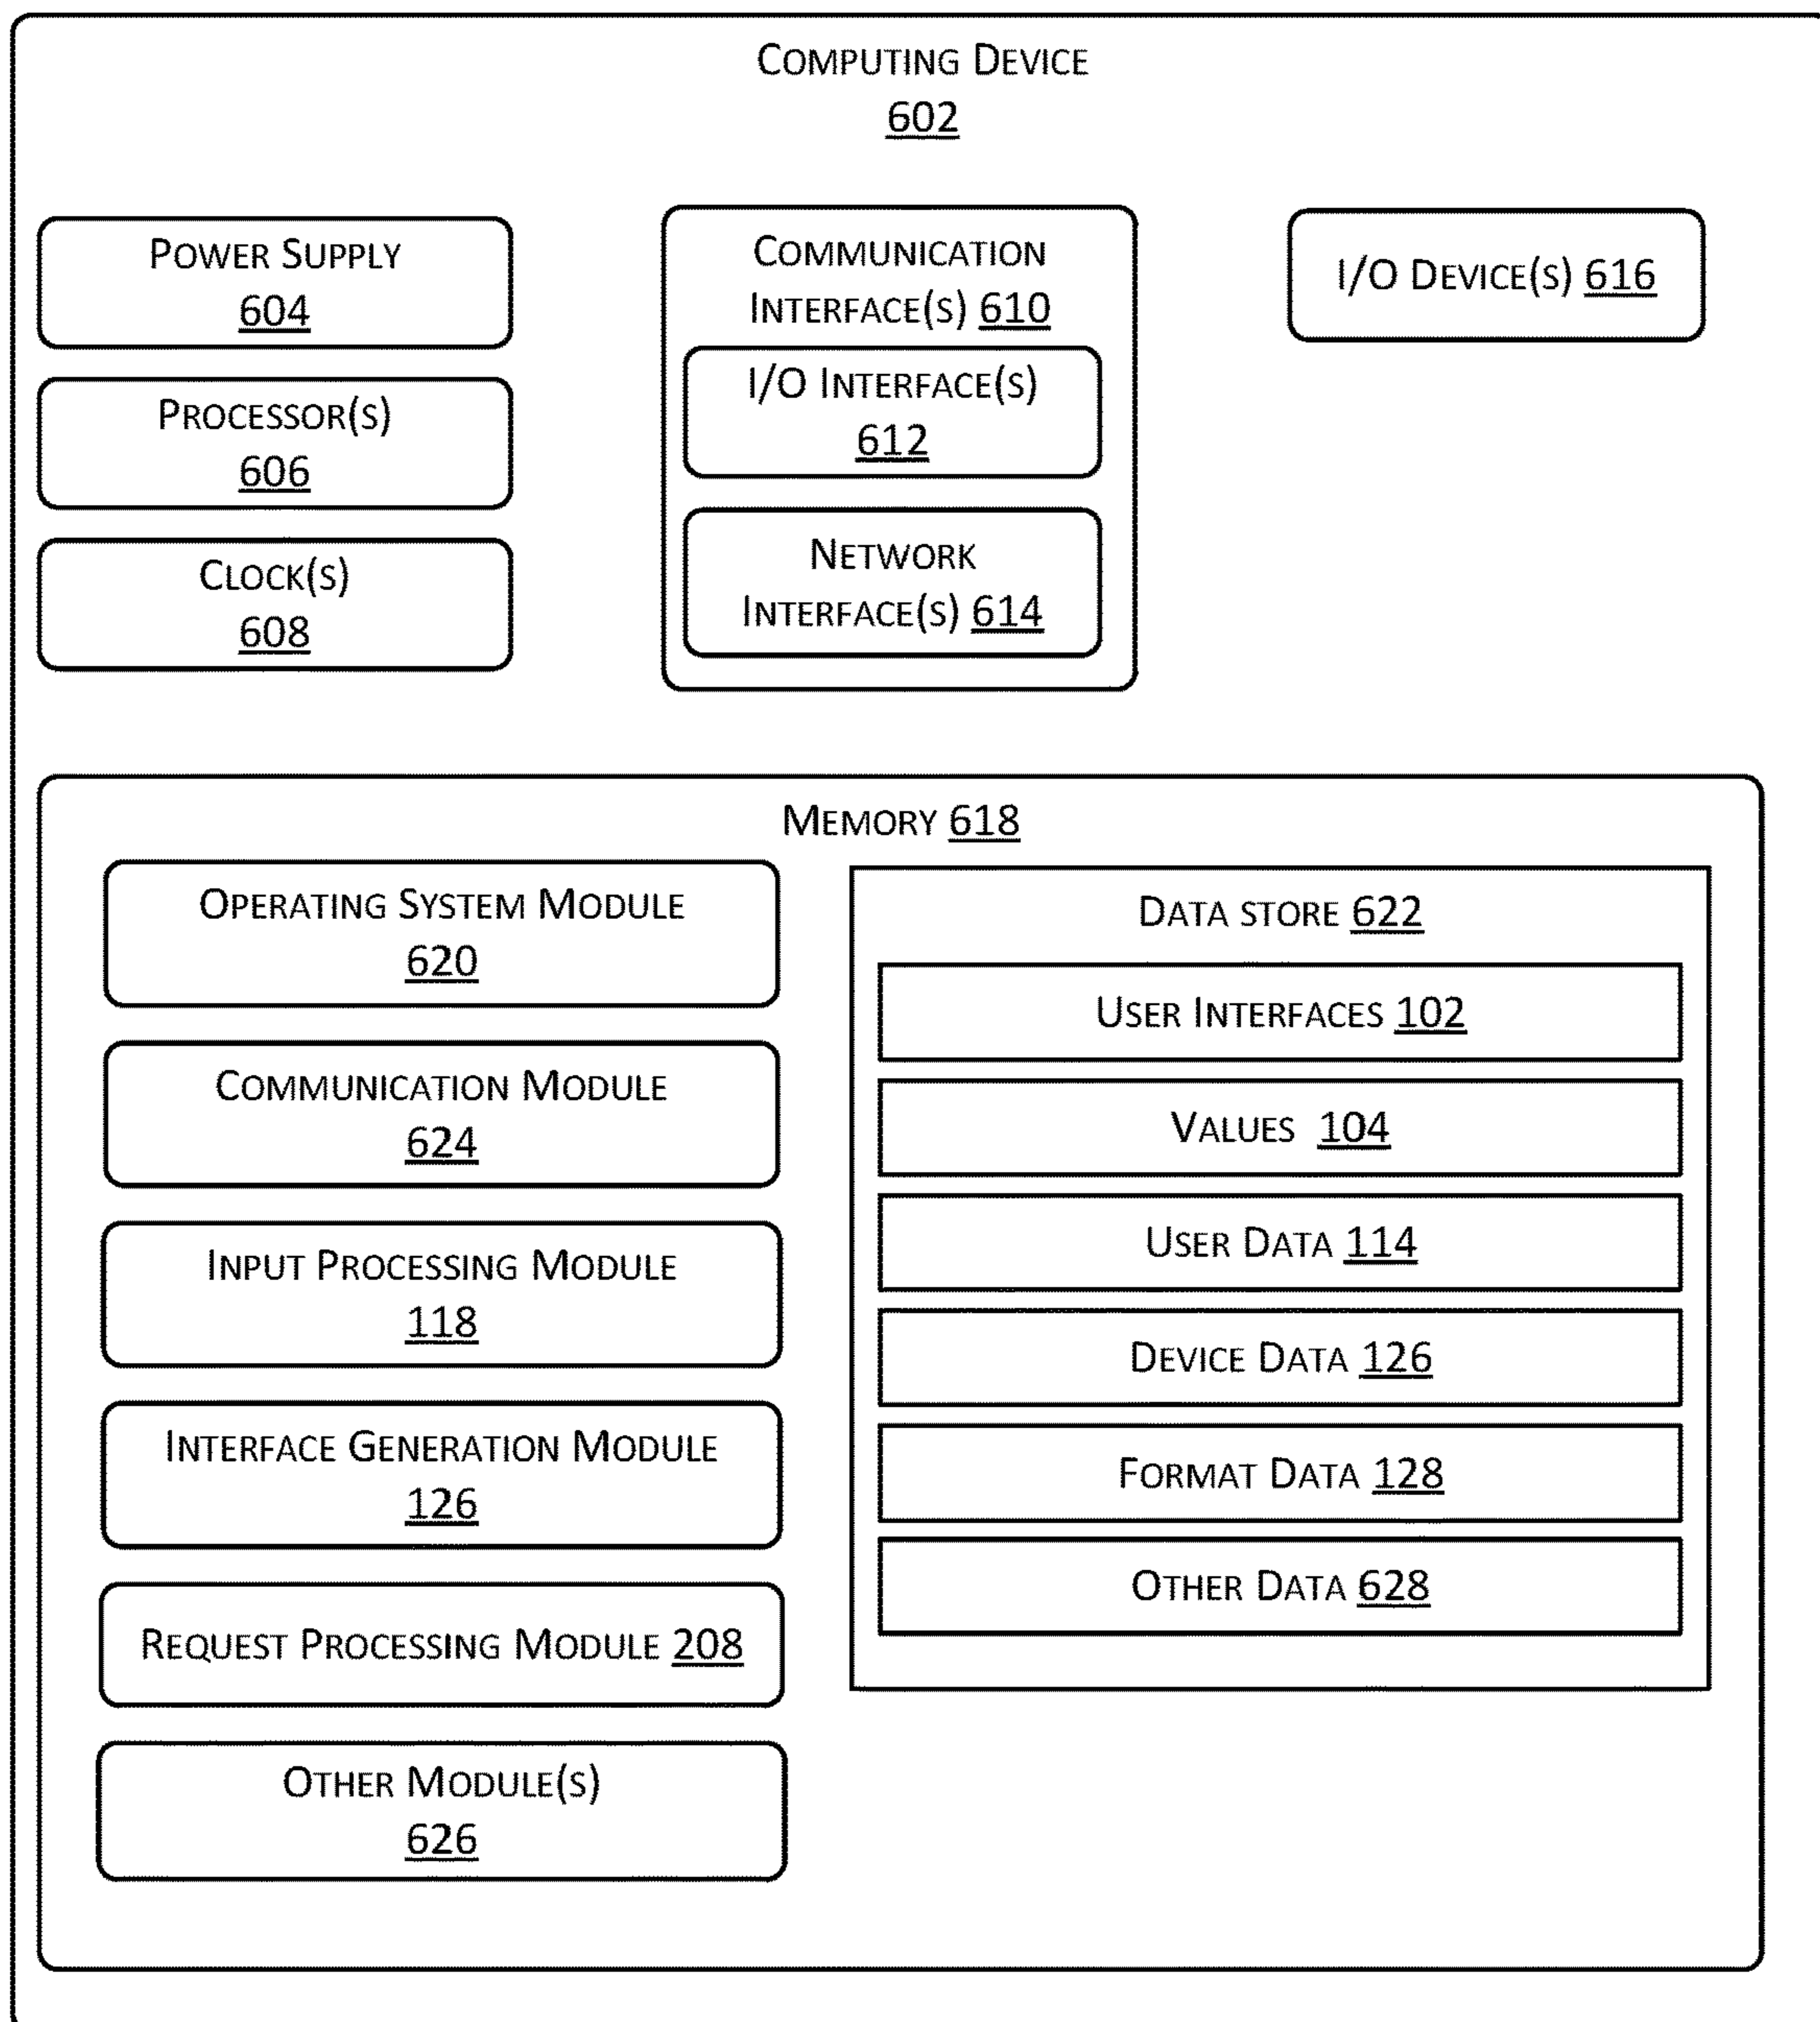 COMPUTING DEVICE
602
POWER SUPPLY
604
PROCESSOR(S)
606
CLOCK(S)
608
COMMUNICATION
INTERFACE(S) 610
I/O INTERFACE(S)
612
NETWORK
INTERFACE(S) 614
I/O DEVICE(S) 616
MEMORY 618
OPERATING SYSTEM MODULE
620
COMMUNICATION MODULE
624
INPUT PROCESSING MODULE
118
INTERFACE GENERATION MODULE
126
REQUEST PROCESSING MODULE 208
OTHER MODULE(S)
626
DATA STORE 622
USER INTERFACES 102
VALUES 104
USER DATA 114
DEVICE DATA 126
FORMAT DATA 128
OTHER DATA 628